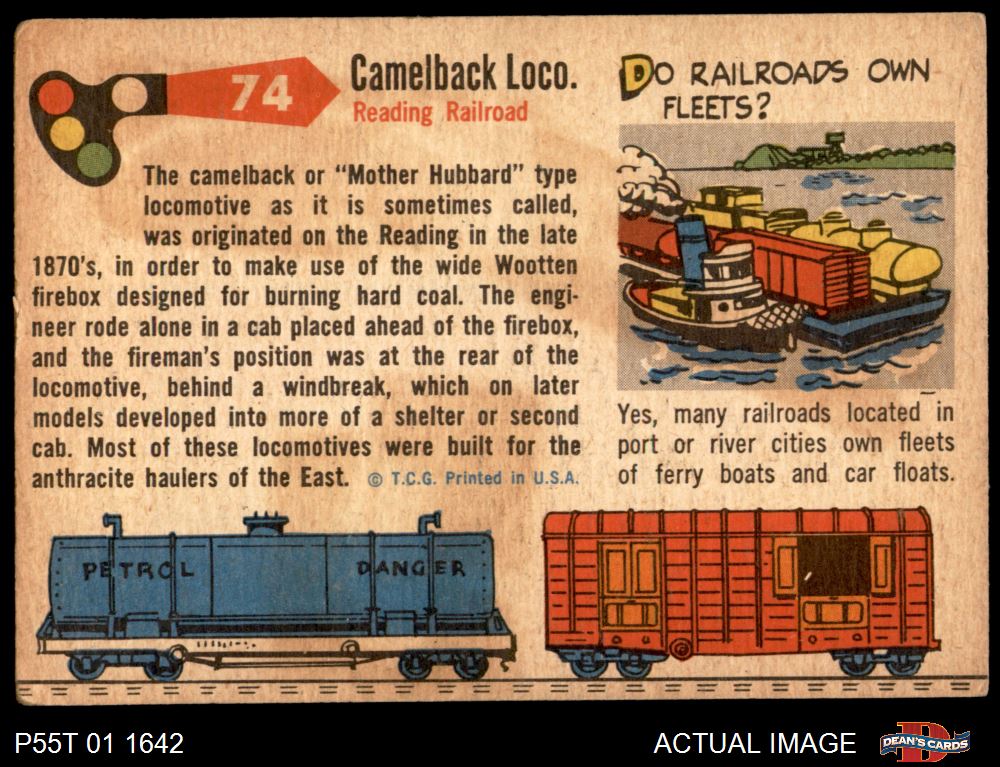 74
Camelback Loco.
Reading Railroad
The camelback or “Mother Hubbard” type
locomotive as it is sometimes called,
was originated on the Reading in the late
1870's, in order to make use of the wide Wootten
firebox designed for burning hard coal. The engi-
neer rode alone in a cab placed ahead of the firebox,
and the fireman's position was at the rear of the
locomotive, behind a windbreak, which on later
models developed into more of a shelter or second
cab. Most of these locomotives were built for the
anthracite haulers of the East. © T.C.G. Printed in U.S.A.
DO RAILROADS OWN
FLEETS?
Yes, many railroads located in
port or river cities own fleets
of ferry boats and car floats.
PETROL DANGER
P55T 01 1642
ACTUAL IMAGE
D
DEAN'S CARDS